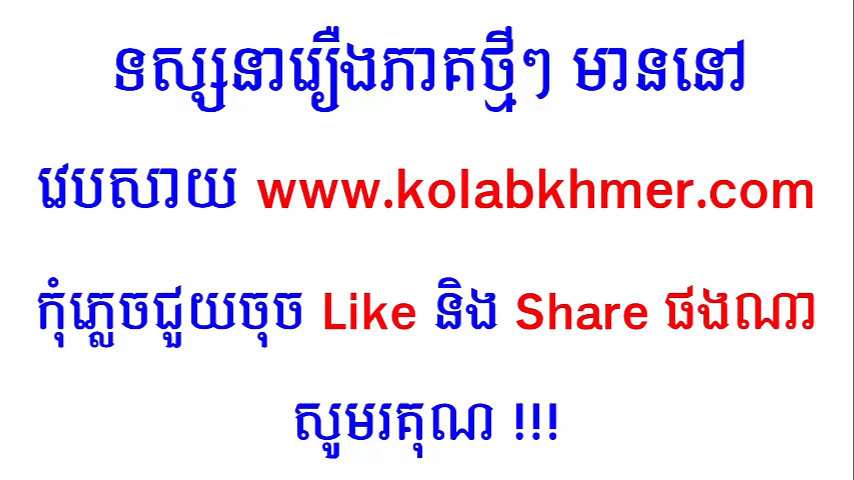 ទស្សនារឿងភាគថ្មីៗ មាននៅ
វេបសាយ www.kolabkhmer.com
កុំភ្លេចជួយចុច Like និង Share ផងណា
សូមរគុណ !!!